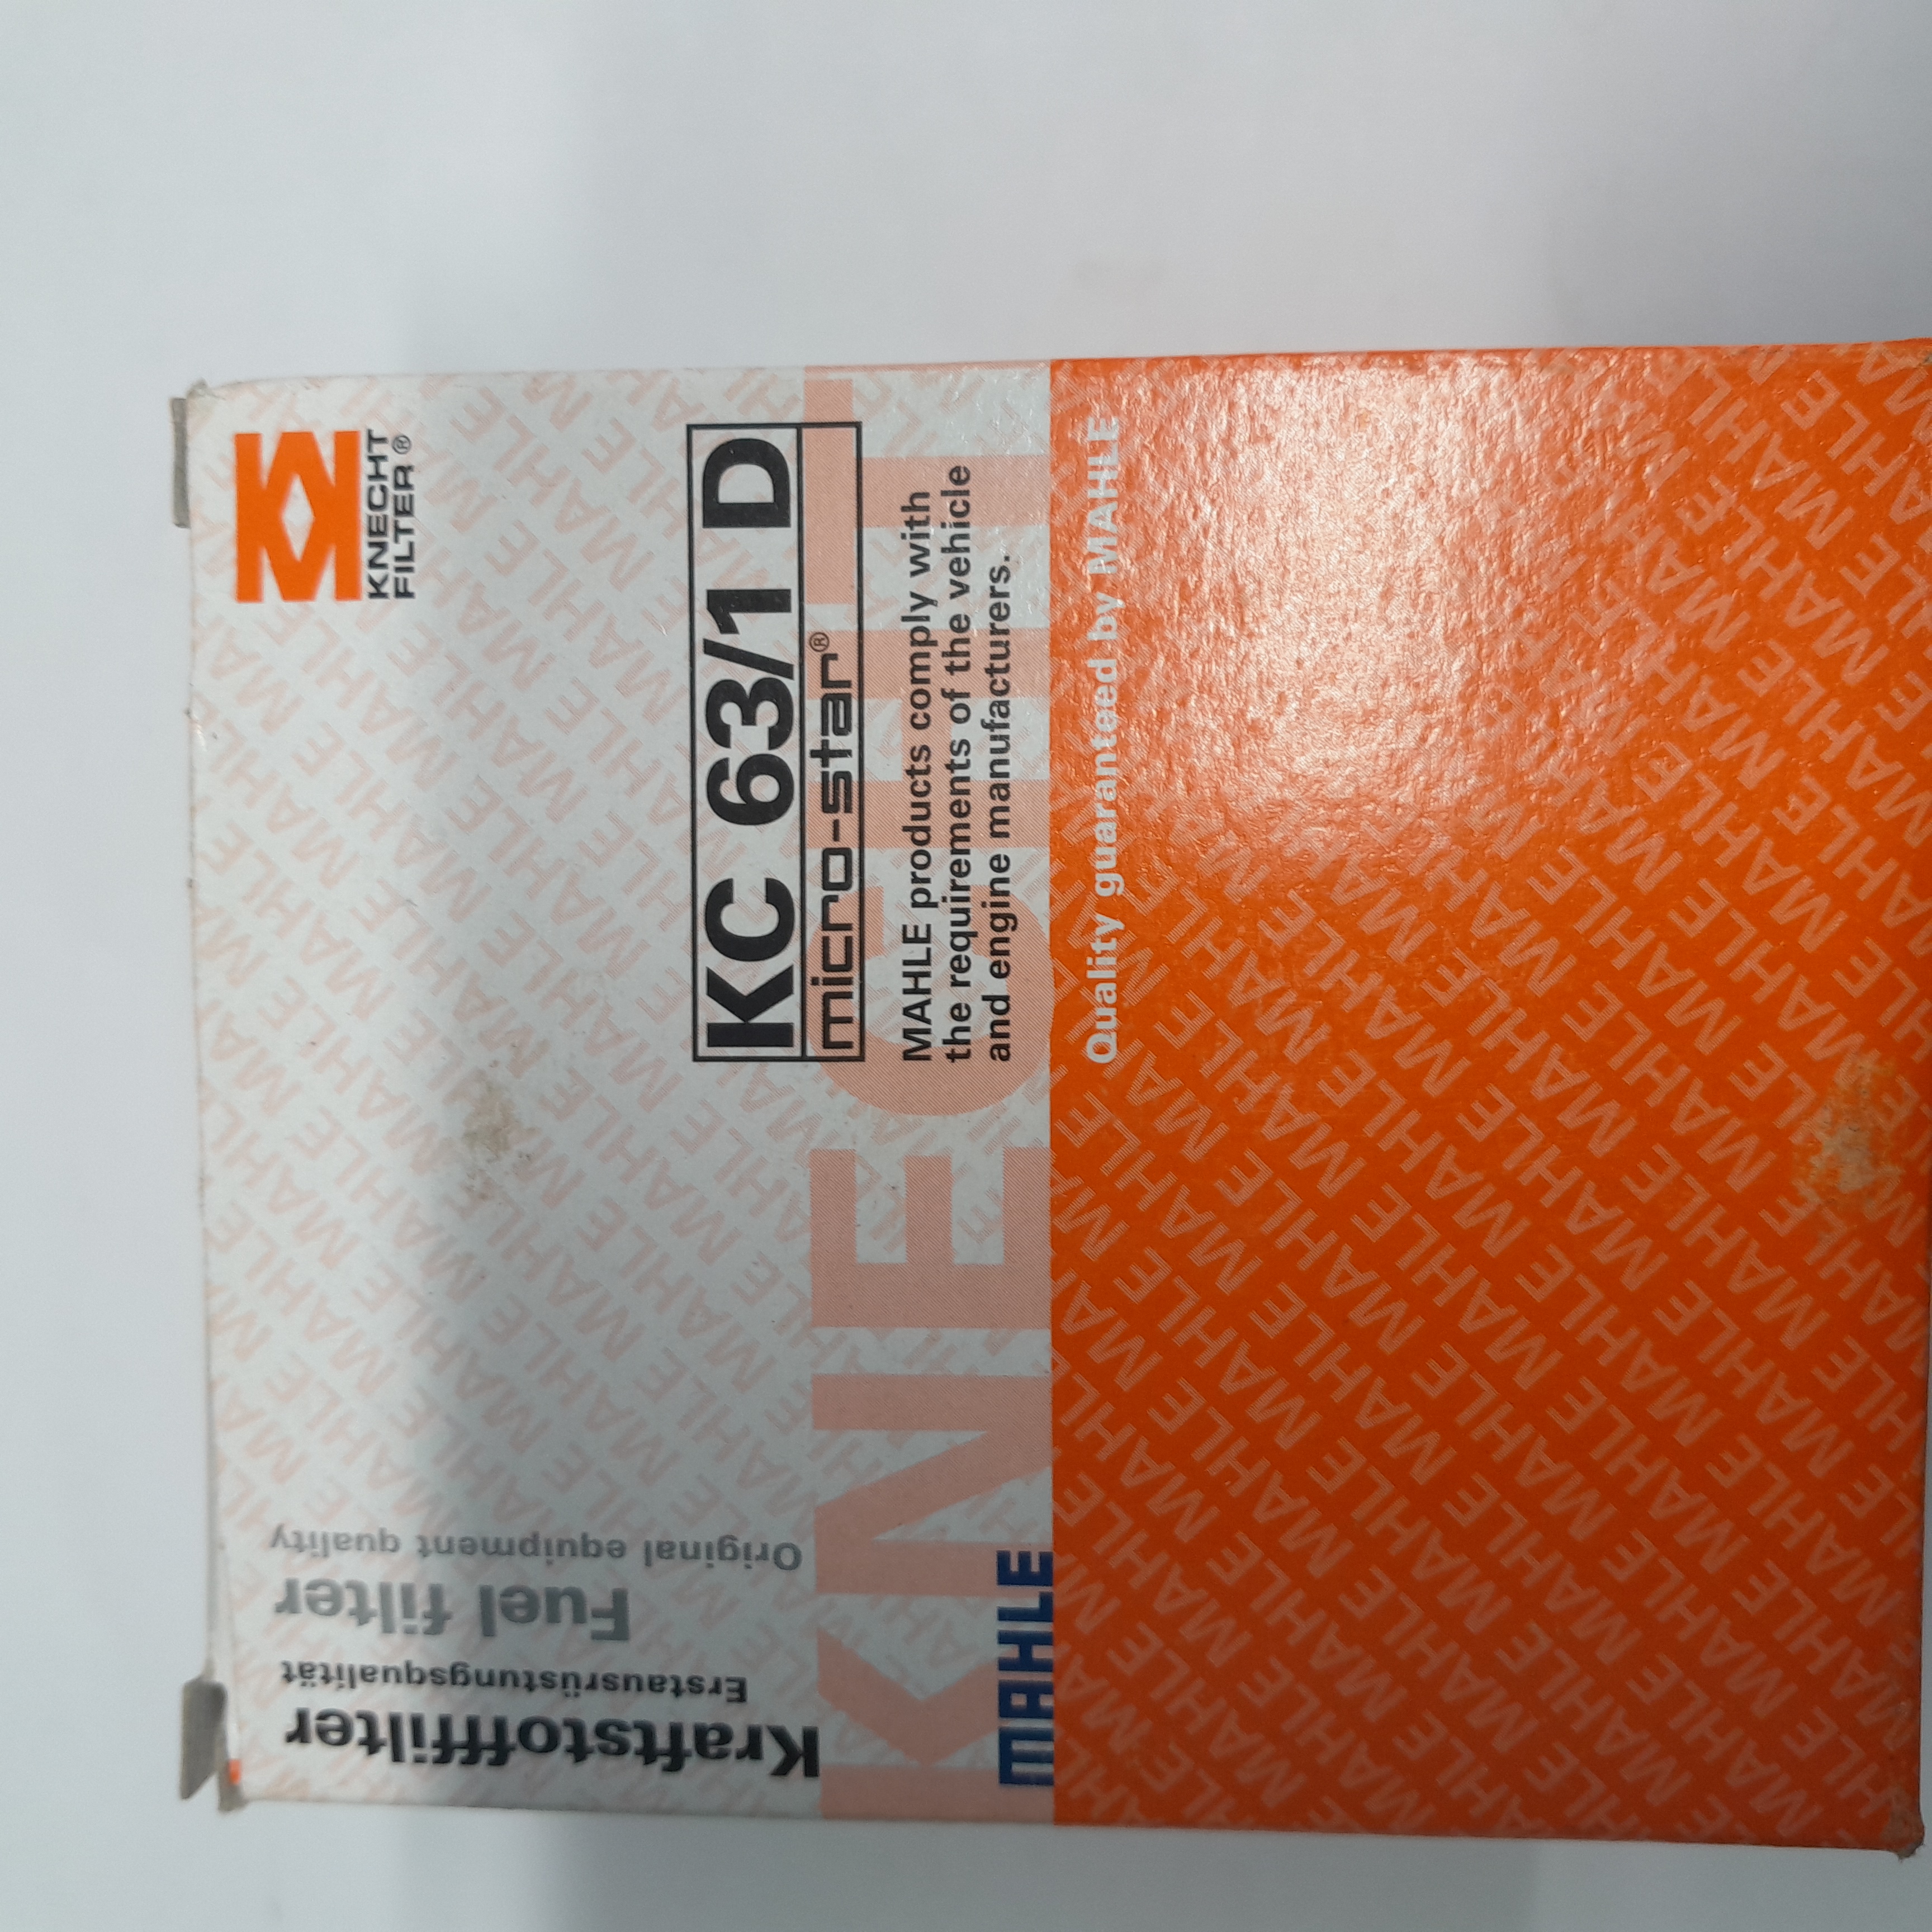 KNECHT
FILTER®
KC 63/1 D
micro-star®
MAHLE products comply with
the requirements of the vehicle
and engine manufacturers.
Quality guaranteed by MAHLE
Kraftstofffilter
Erstausrüstungsqualität
Fuel filter
Original equipment quality
KNECHT
MAHLE